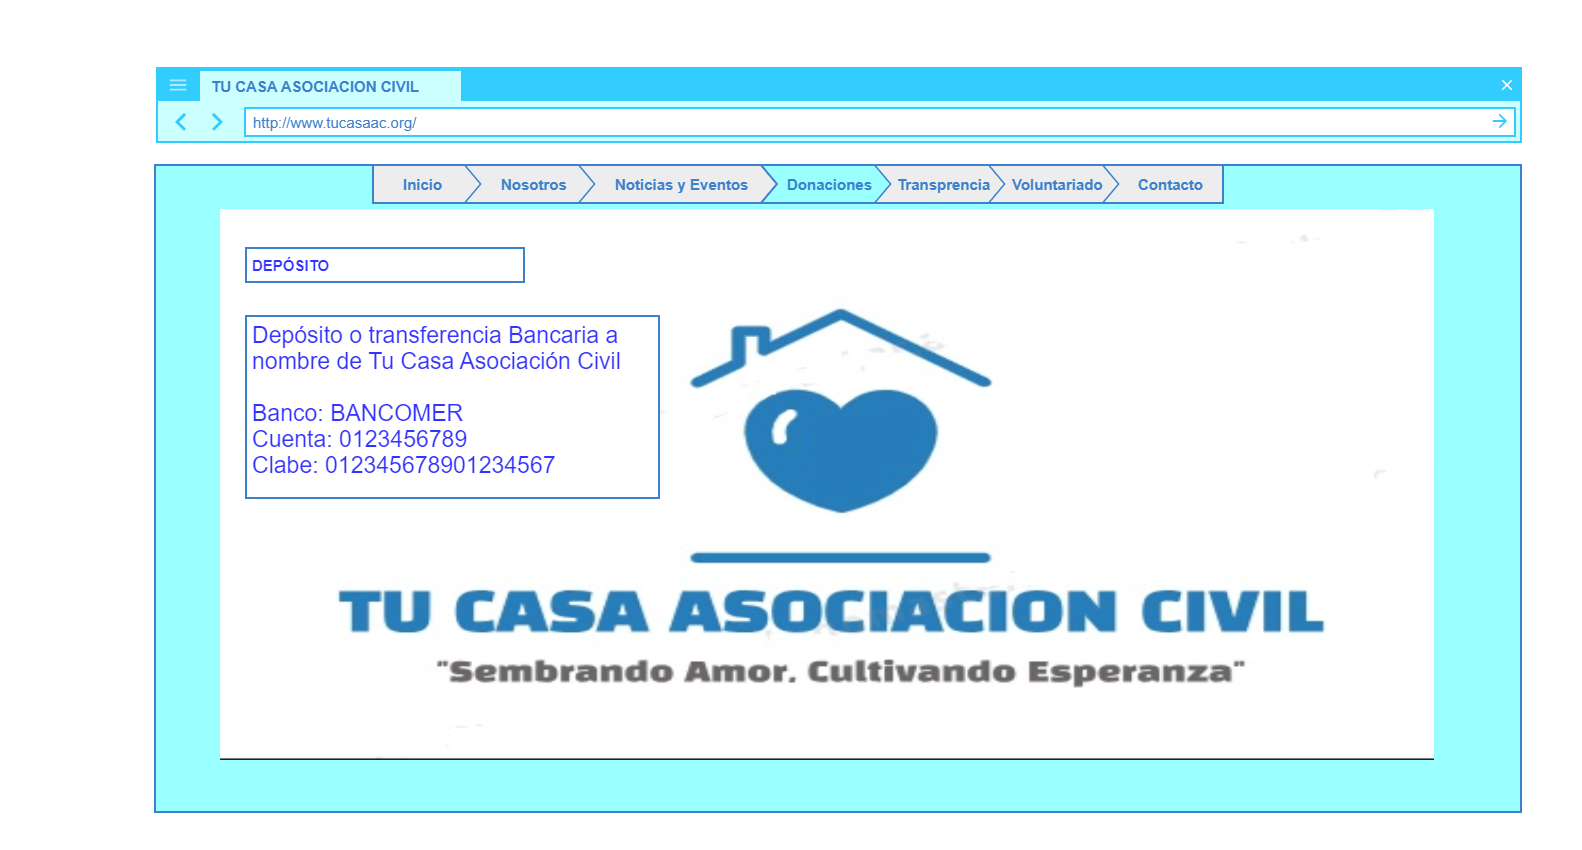 TU CASA ASOCIACION CIVIL
http://www.tucasaac.org/
Inicio Nosotros Noticias y Eventos Donaciones Transprencia Voluntariado Contacto
DEPÓSITO
Depósito o transferencia Bancaria a
nombre de Tu Casa Asociación Civil
Banco: BANCOMER
Cuenta: 0123456789
Clabe: 012345678901234567
TU CASA ASOCIACION CIVIL
"Sembrando Amor. Cultivando Esperanza"